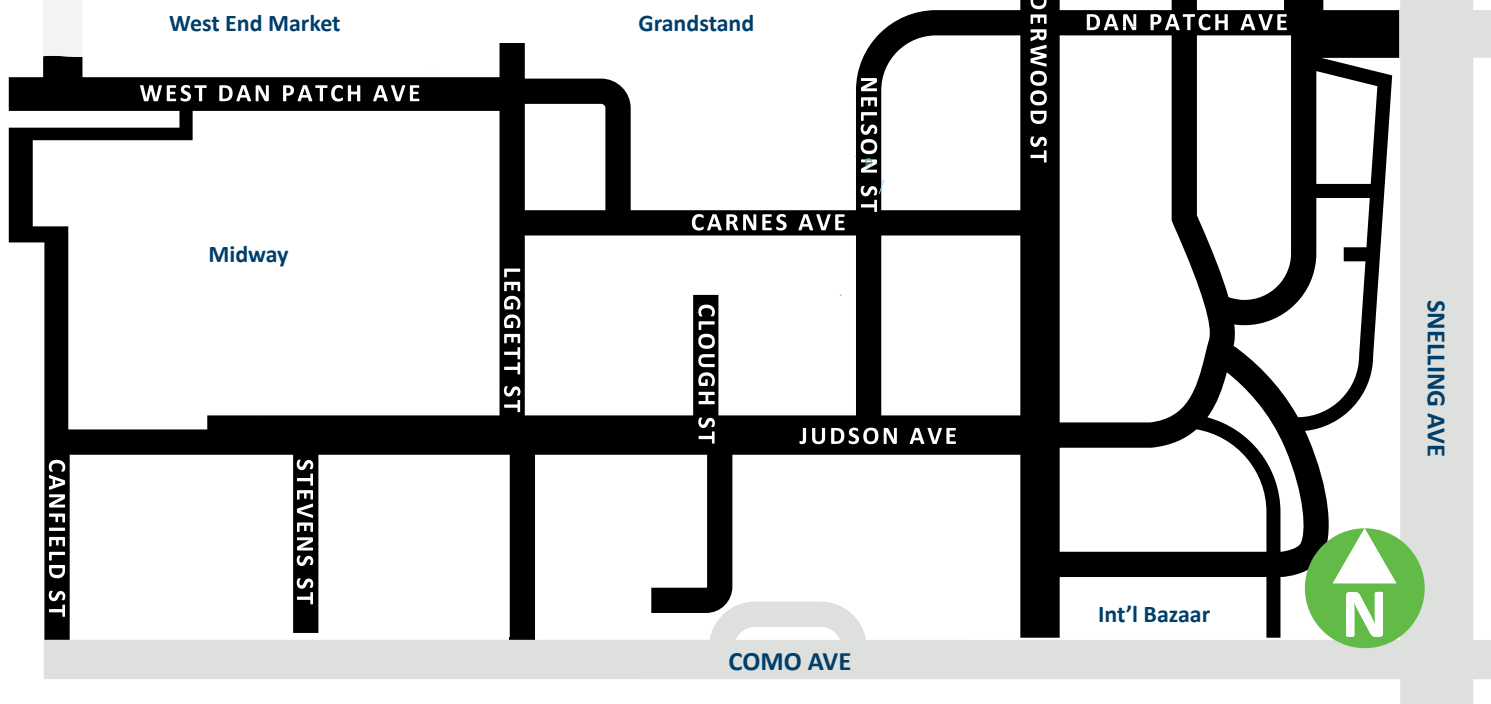 West End Market
Grandstand
DERWOOD ST
DAN PATCH AVE
WEST DAN PATCH AVE
NELSON ST
CARNES AVE
Midway
LEGGETT ST
CLOUGH ST
SNELLING AVE
JUDSON AVE
CANFIELD ST
STEVENS ST
Int'l Bazaar
N
COMO AVE